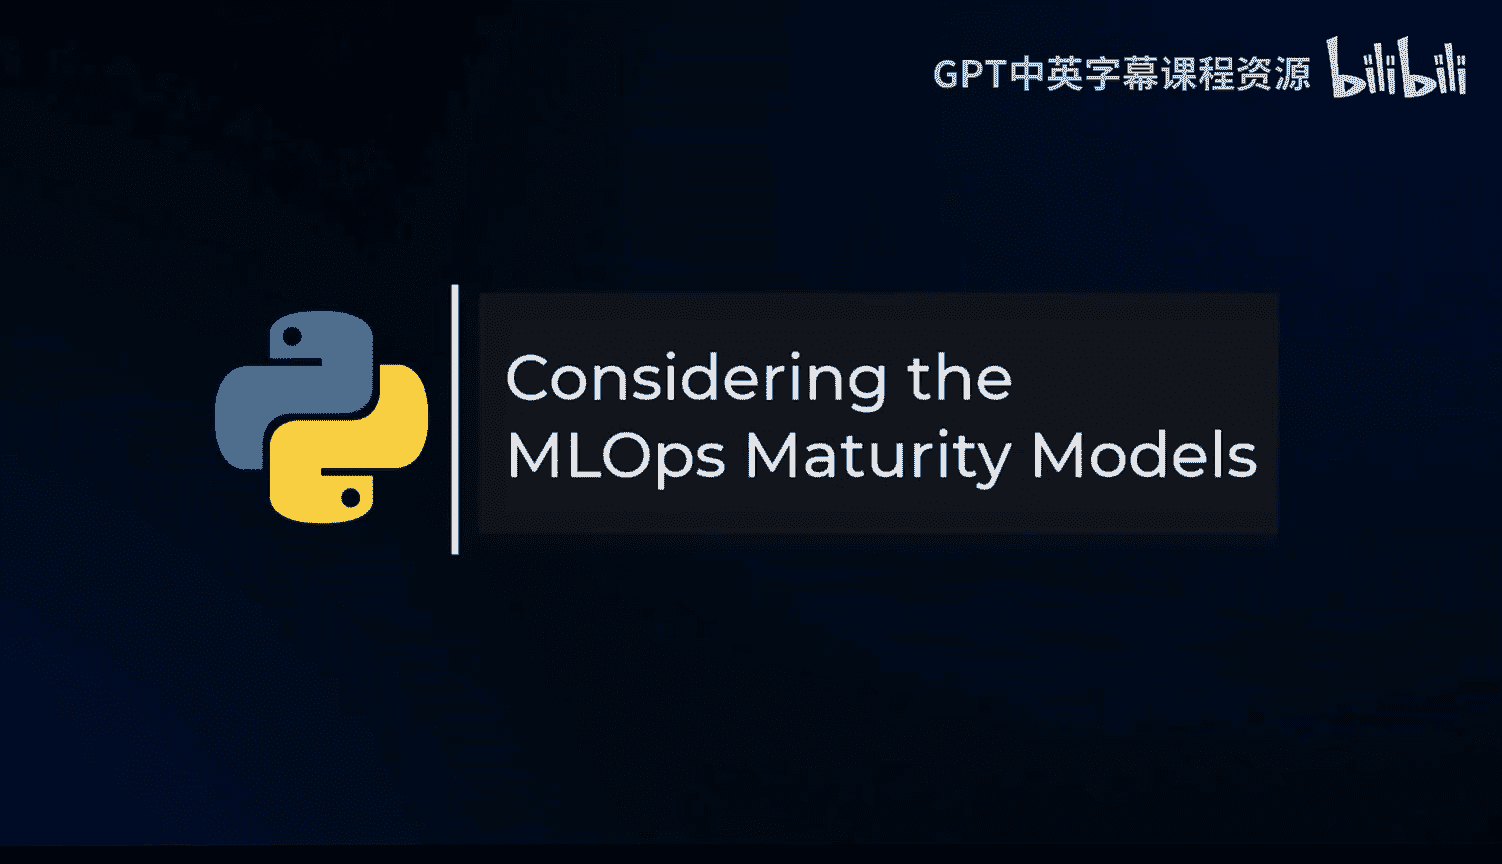 GPT中英字幕课程资源 bilibili
Considering the
MLOps Maturity Models